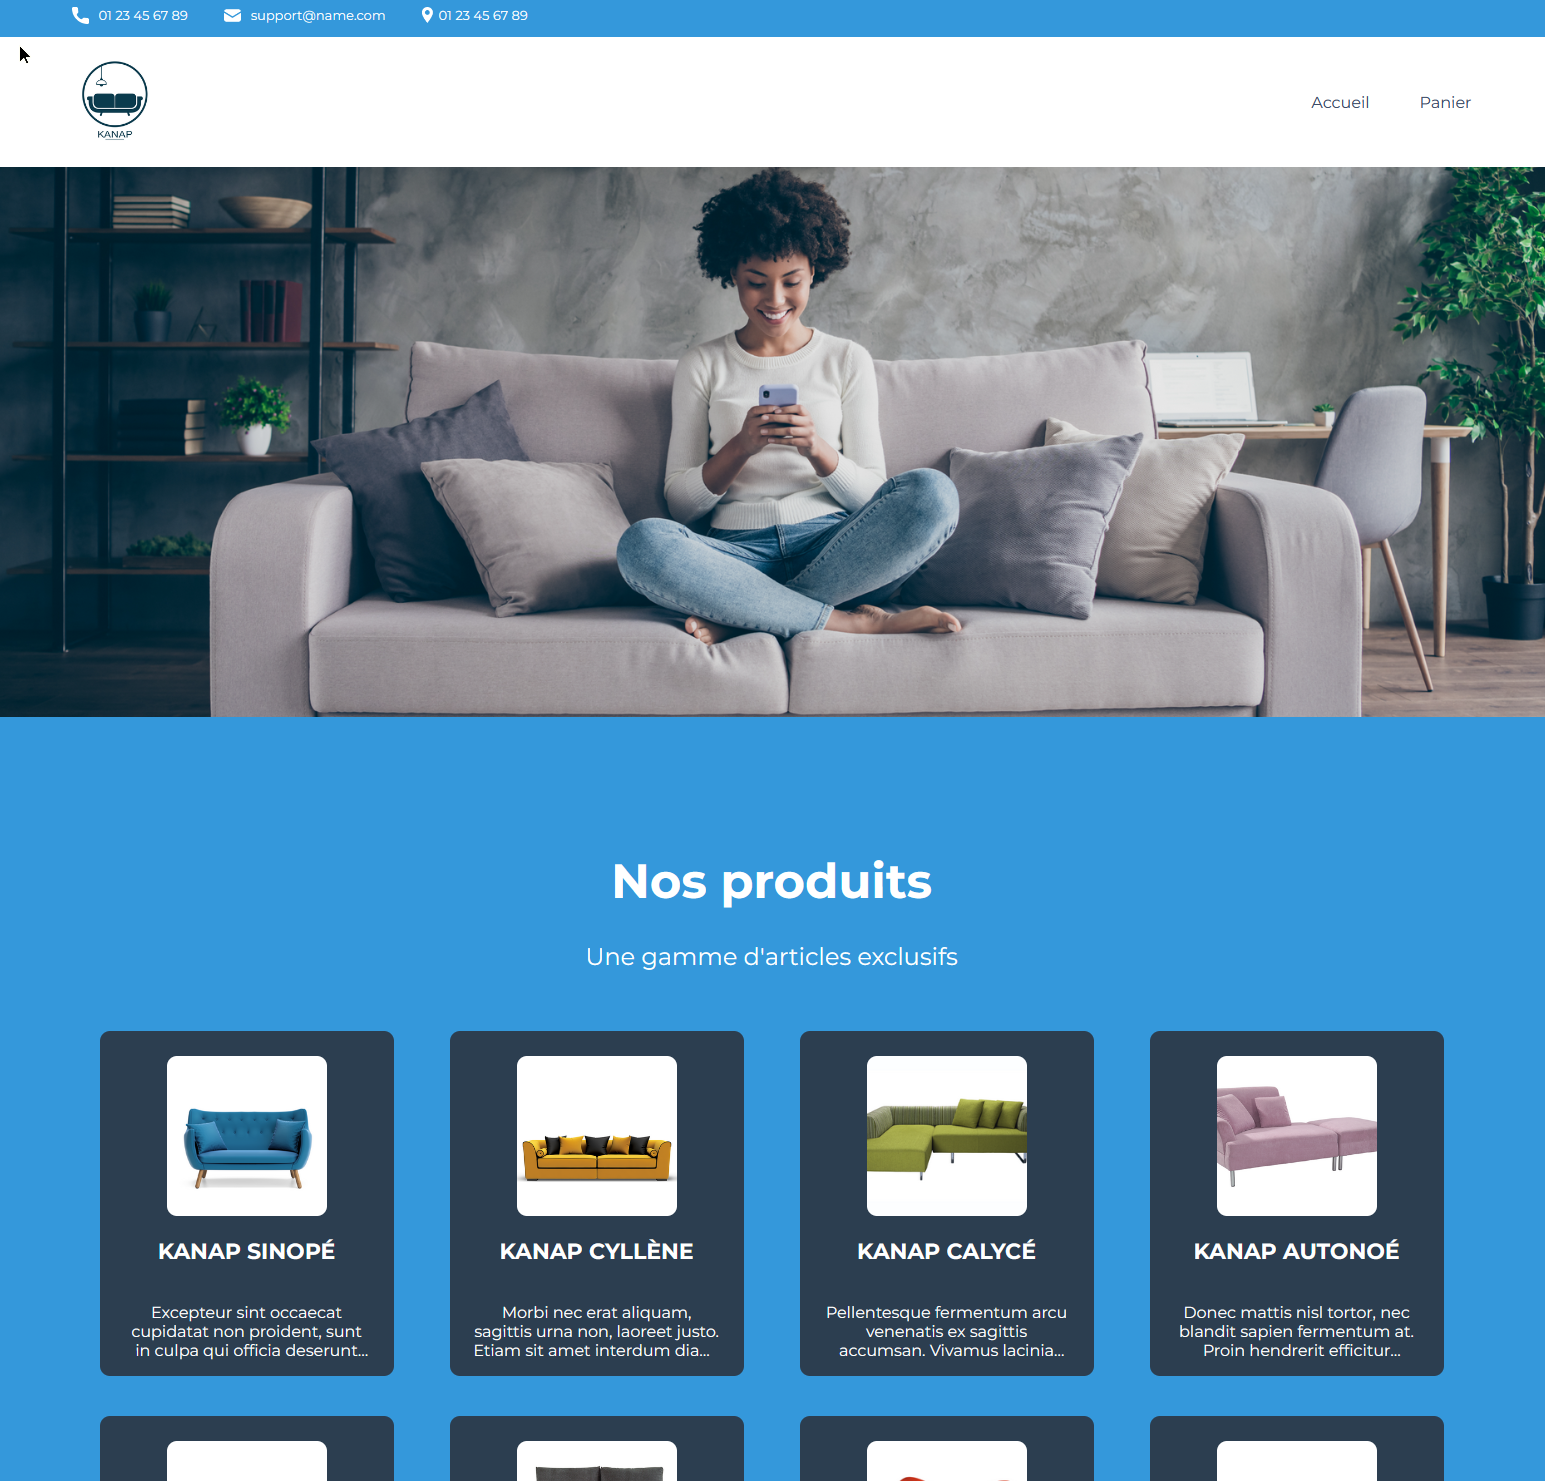 01 23 45 67 89 support@name.com 01 23 45 67 89
KANAP
Accueil Panier
Nos produits
Une gamme d'articles exclusifs
KANAP SINOPÉ
Excepteur sint occaecat
cupidatat non proident, sunt
in culpa qui officia deserunt...
KANAP CYLLÈNE
Morbi nec erat aliquam,
sagittis urna non, laoreet justo.
Etiam sit amet interdum dia...
KANAP CALYCÉ
Pellentesque fermentum arcu
venenatis ex sagittis
accumsan. Vivamus lacinia...
KANAP AUTONOÉ
Donec mattis nisl tortor, nec
blandit sapien fermentum at.
Proin hendrerit efficitur...